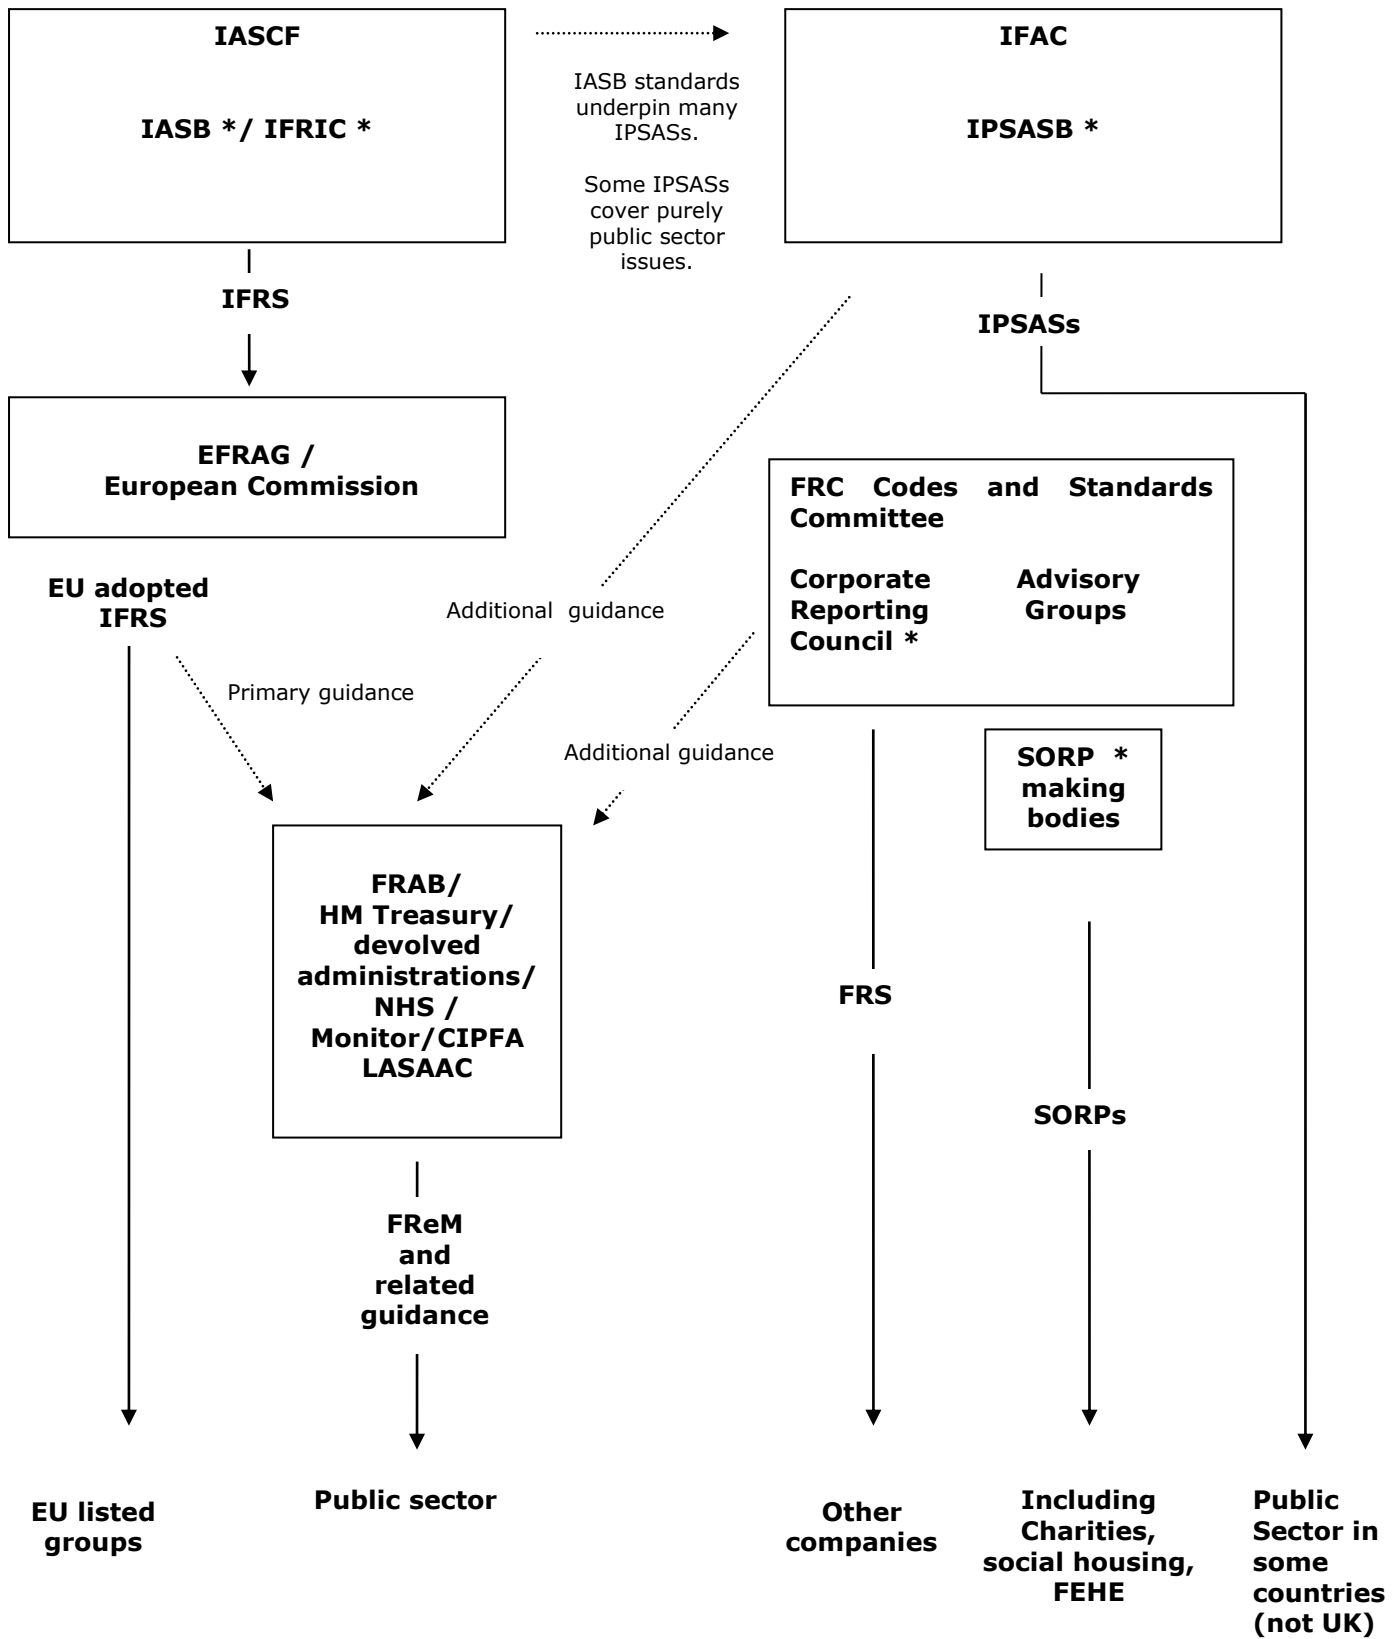 IASCF
IASB */ IFRIC *
IASB standards
underpin many
IPSASs.
Some IPSASs
cover purely
public sector
issues.
IFAC
IPSASB *
IFRS
IPSASs
EFRAG /
European Commission
FRC Codes and Standards
Committee
Corporate Advisory
Reporting Groups
Council *
EU adopted
IFRS
Additional guidance
Primary guidance
Additional guidance
SORP *
making
bodies
FRAB/
HM Treasury/
devolved
administrations/
NHS /
Monitor/CIPFA
LASAAC
FRS
SORPs
FReM
and
related
guidance
EU listed
groups
Public sector
Other
companies
Including
Charities,
social housing,
FEHE
Public
Sector in
some
countries
(not UK)